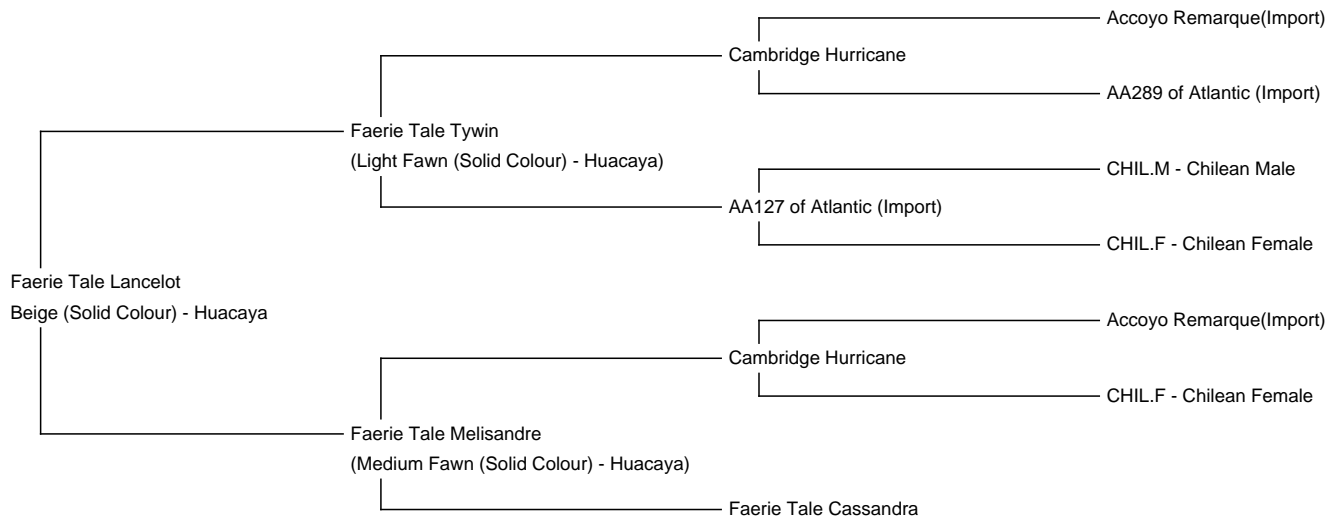 Accoyo Remarque(Import)
Cambridge Hurricane
AA289 of Atlantic (Import)
Faerie Tale Tywin
(Light Fawn (Solid Colour) - Huacaya)
CHIL.M - Chilean Male
AA127 of Atlantic (Import)
CHIL.F - Chilean Female
Faerie Tale Lancelot
Beige (Solid Colour) - Huacaya
Accoyo Remarque(Import)
Cambridge Hurricane
CHIL.F - Chilean Female
Faerie Tale Melisandre
(Medium Fawn (Solid Colour) - Huacaya)
Faerie Tale Cassandra